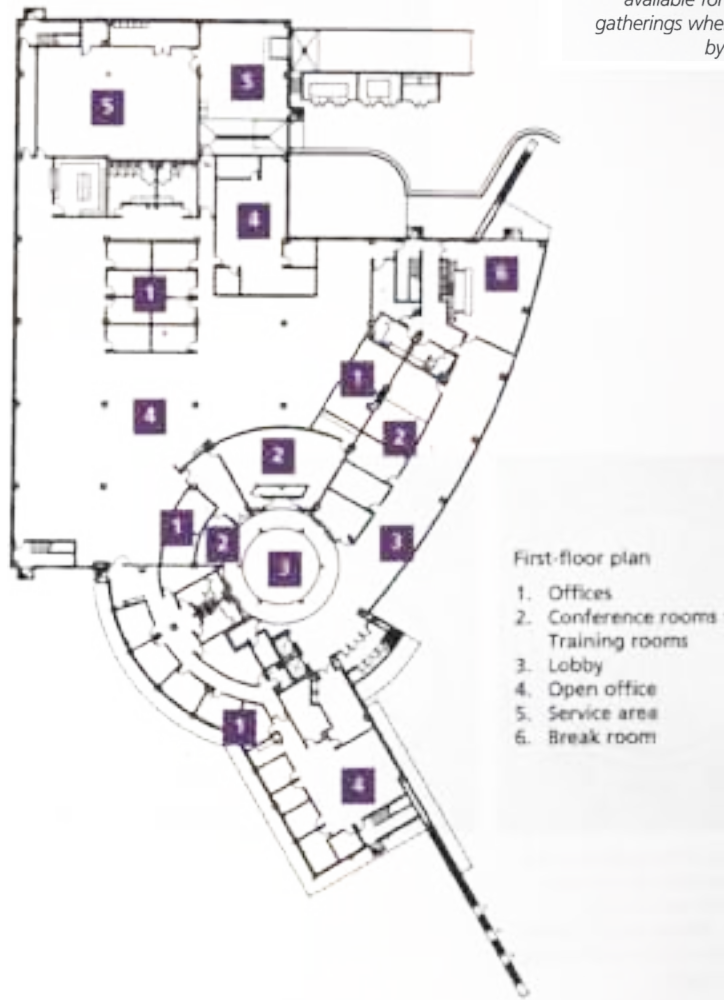 available for
gatherings whe
by
5
5
4
6
1
1
4
2
2
1
2
3
3
1
4
First-floor plan
1. Offices
2. Conference rooms
Training rooms
3. Lobby
4. Open office
5. Service area
6. Break room